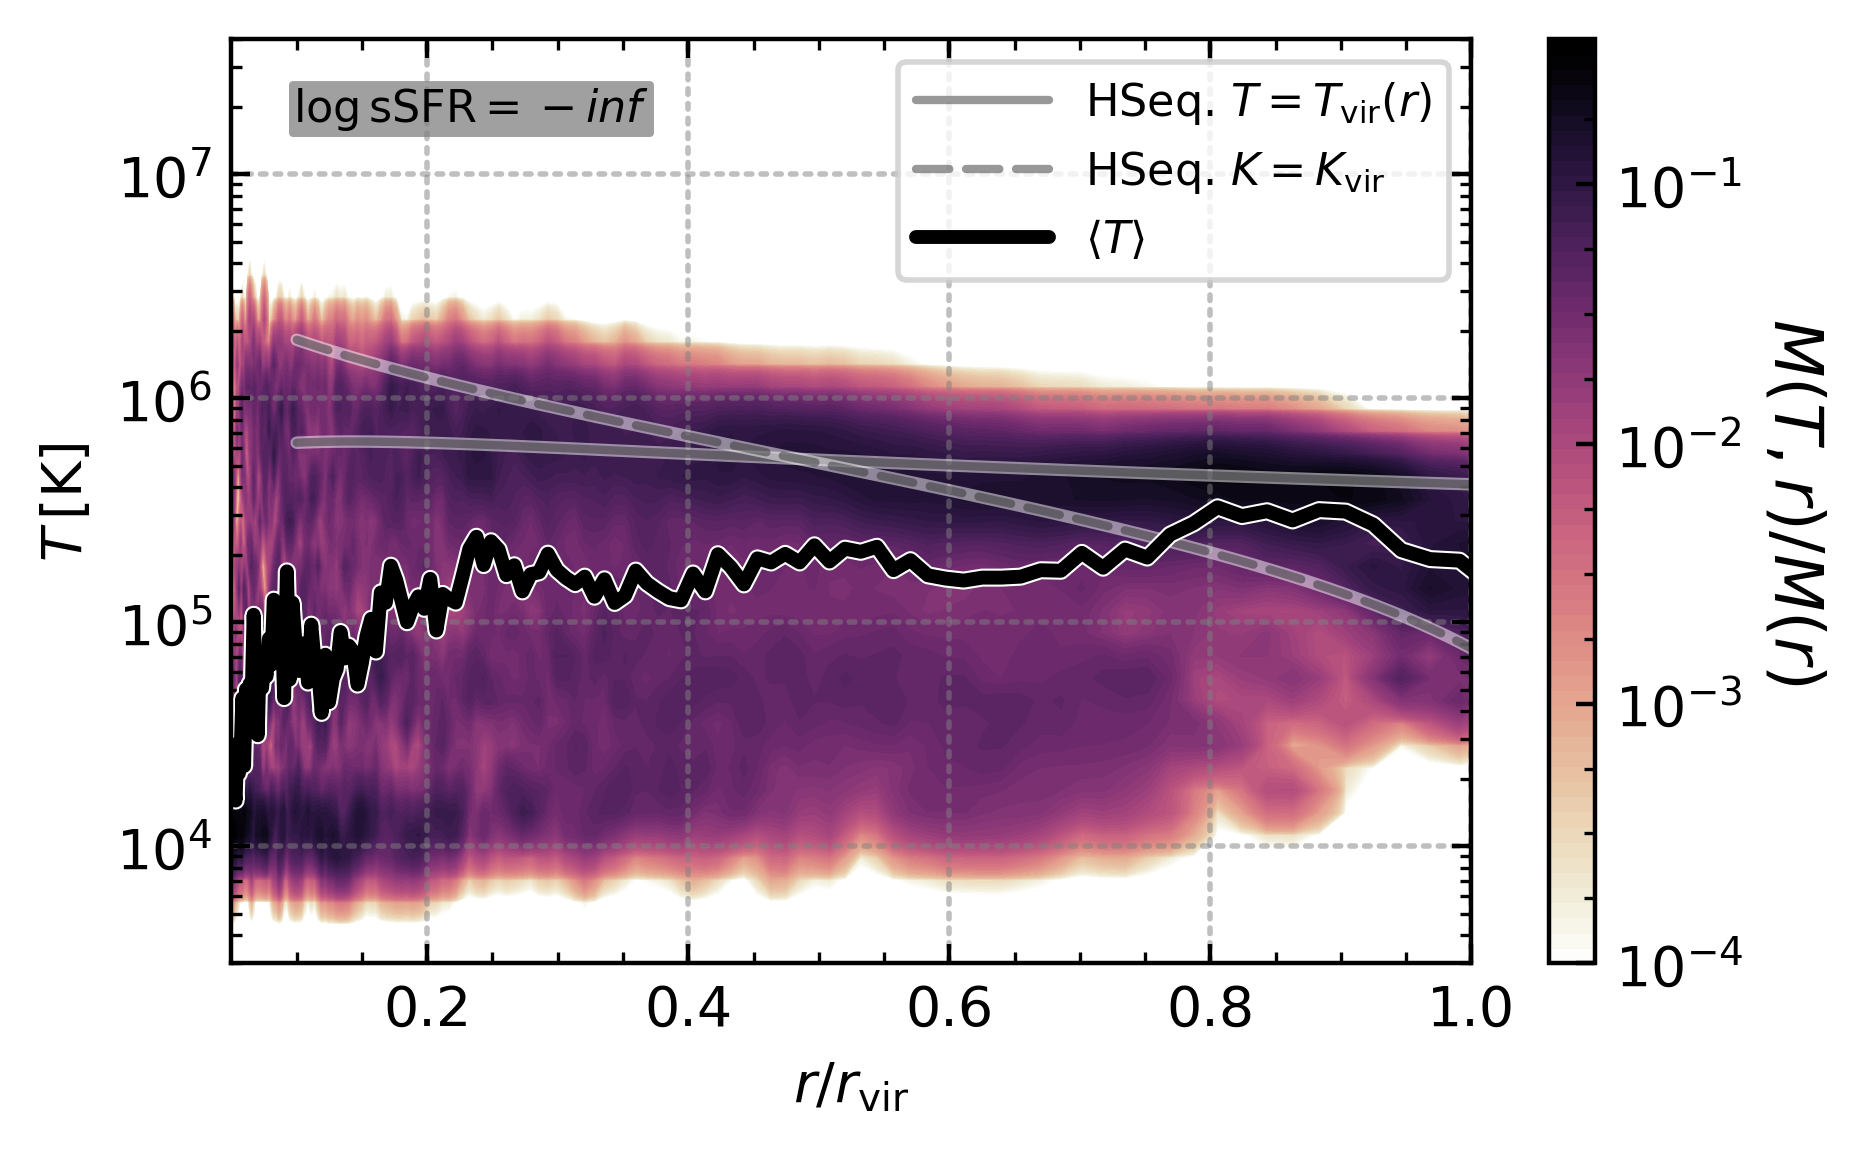 log sSFR = −inf
HSeq. T = T_vir(r)
HSeq. K = K_vir
⟨T⟩
10^7
10^6
10^5
10^4
T [K]
0.2 0.4 0.6 0.8 1.0
r/r_vir
10^−1
10^−2
10^−3
10^−4
M(T, r)/M(r)